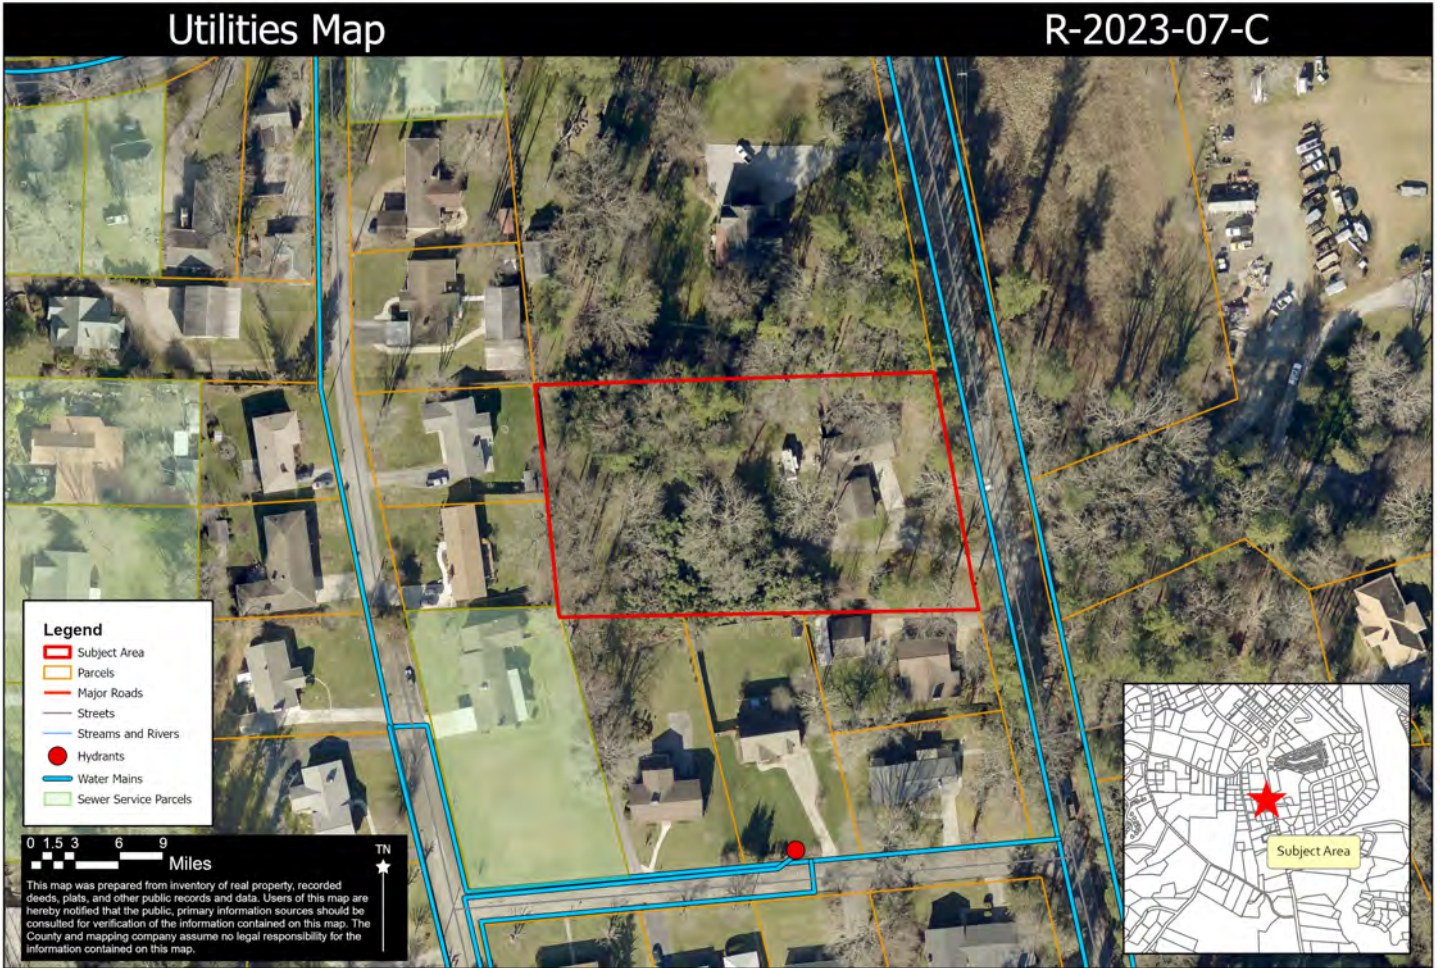 Utilities Map
R-2023-07-C
Legend
Subject Area
Parcels
Major Roads
Streets
Streams and Rivers
Hydrants
Water Mains
Sewer Service Parcels
0 1.5 3 6 9
Miles
TN
This map was prepared from inventory of real property, recorded
deeds, plats, and other public records and data. Users of this map are
hereby notified that the public, primary information sources should be
consulted for verification of the information contained on this map. The
County and mapping company assume no legal responsibility for the
information contained on this map.
Subject Area